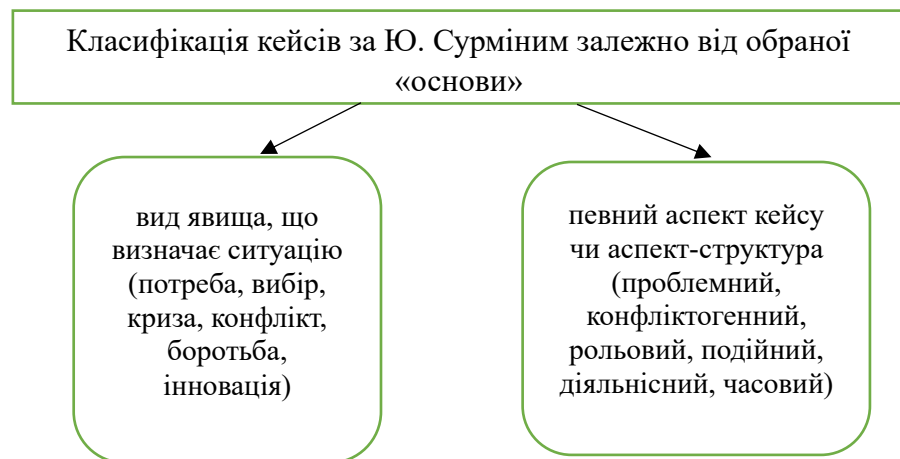 Класифікація кейсів за Ю. Сурміним залежно від обраної
«основи»
вид явища, що
визначає ситуацію
(потреба, вибір,
криза, конфлікт,
боротьба,
інновація)
певний аспект кейсу
чи аспект-структура
(проблемний,
конфліктогенний,
рольовий, подійний,
діяльнісний, часовий)